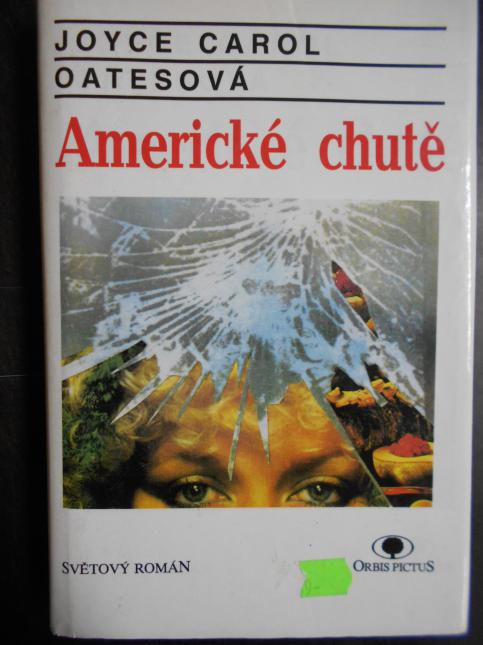 JOYCE CAROL
OATESOVÁ
Americké chutě
SVĚTOVÝ ROMÁN
ORBIS PICTUS